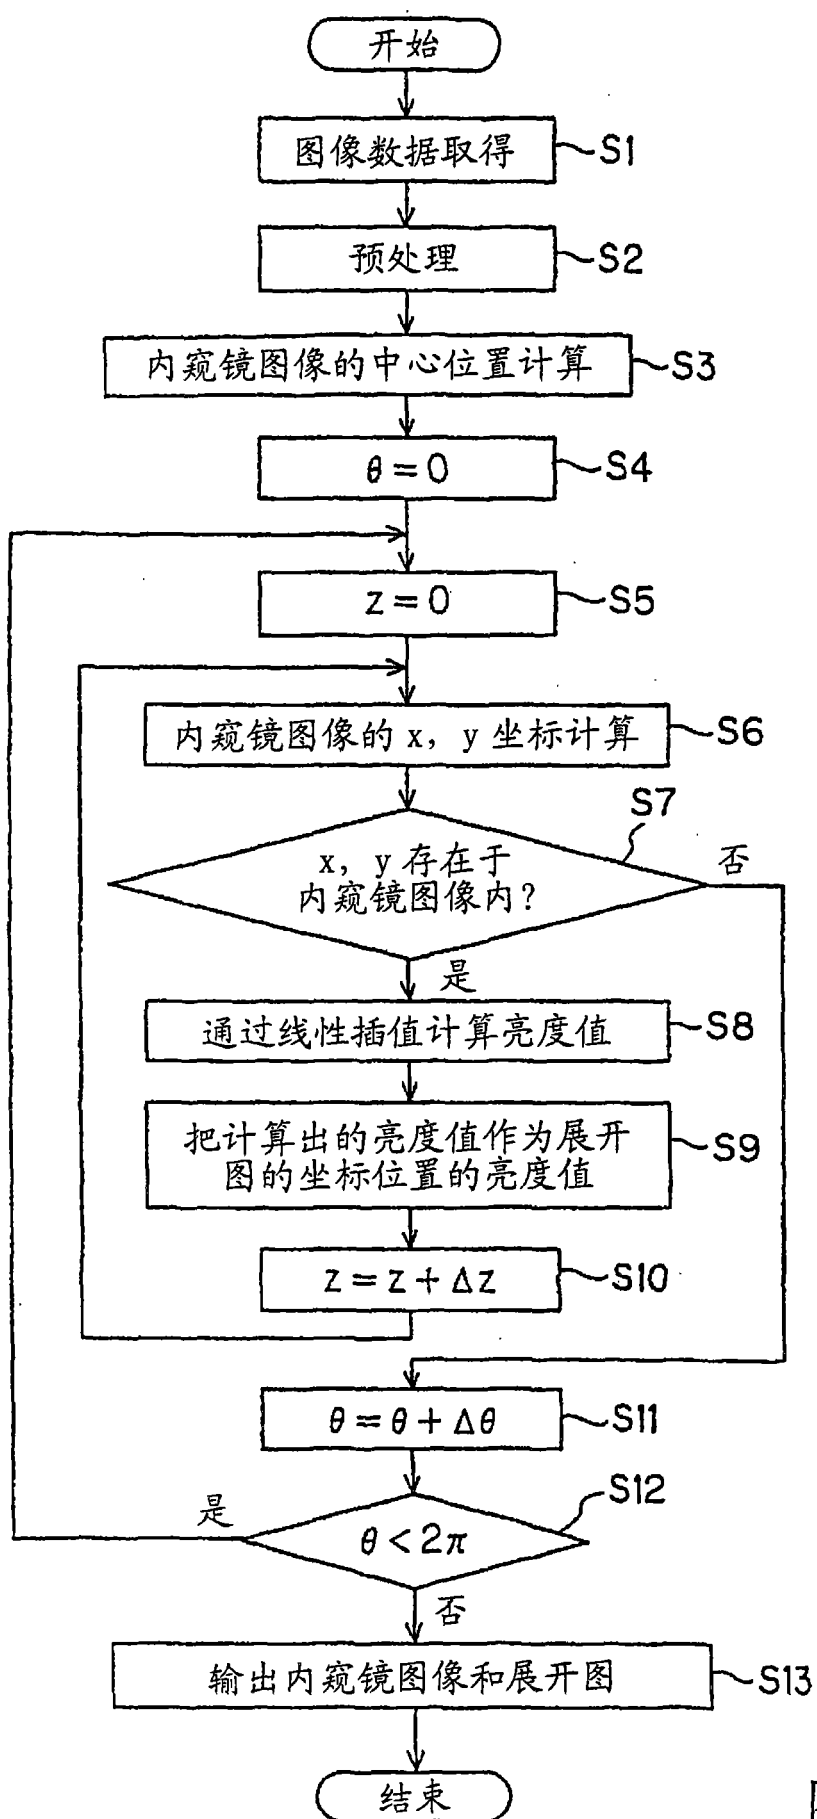 开始
图像数据取得
S1
预处理
S2
内窥镜图像的中心位置计算
S3
θ=0
S4
z=0
S5
内窥镜图像的 x, y 坐标计算
S6
S7
x, y 存在于
内窥镜图像内?
否
是
通过线性插值计算亮度值
S8
把计算出的亮度值作为展开
图的坐标位置的亮度值
S9
z=z+Δz
S10
θ=θ+Δθ
S11
S12
是
θ<2π
否
输出内窥镜图像和展开图
S13
结束